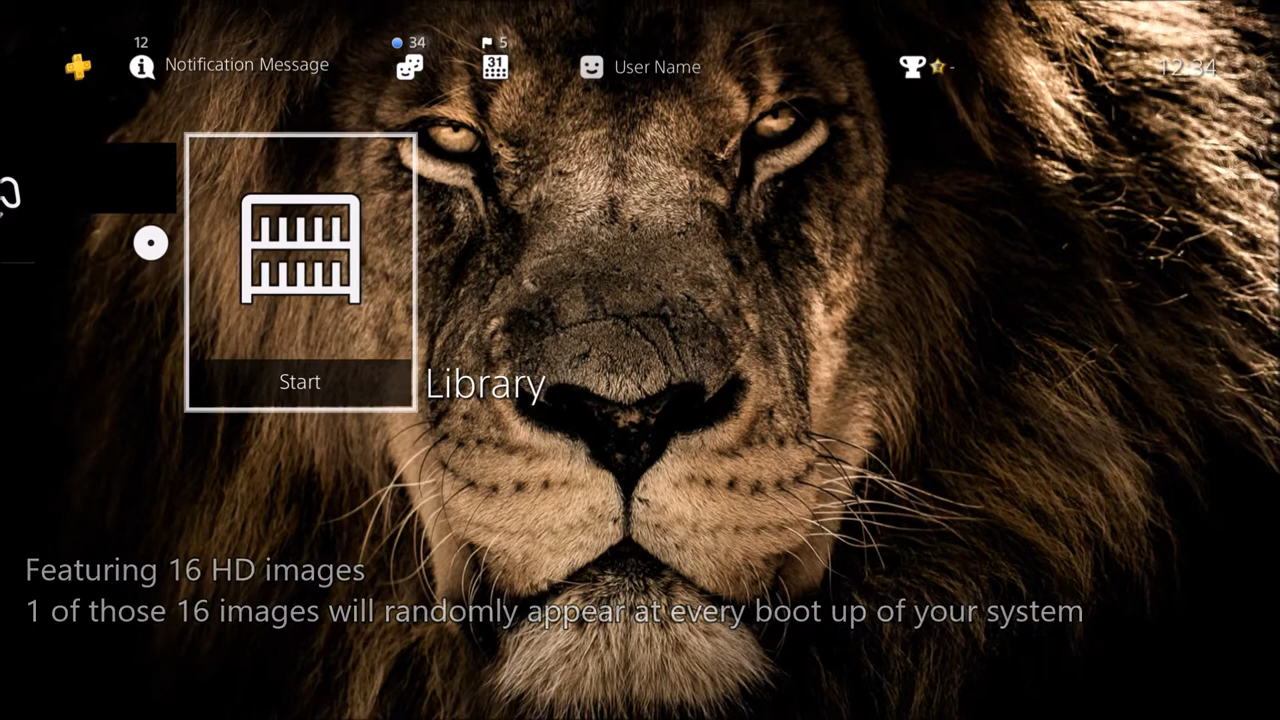 12
Notification Message
34
5
31
User Name
-
12:34
Start
Library
Featuring 16 HD images
1 of those 16 images will randomly appear at every boot up of your system